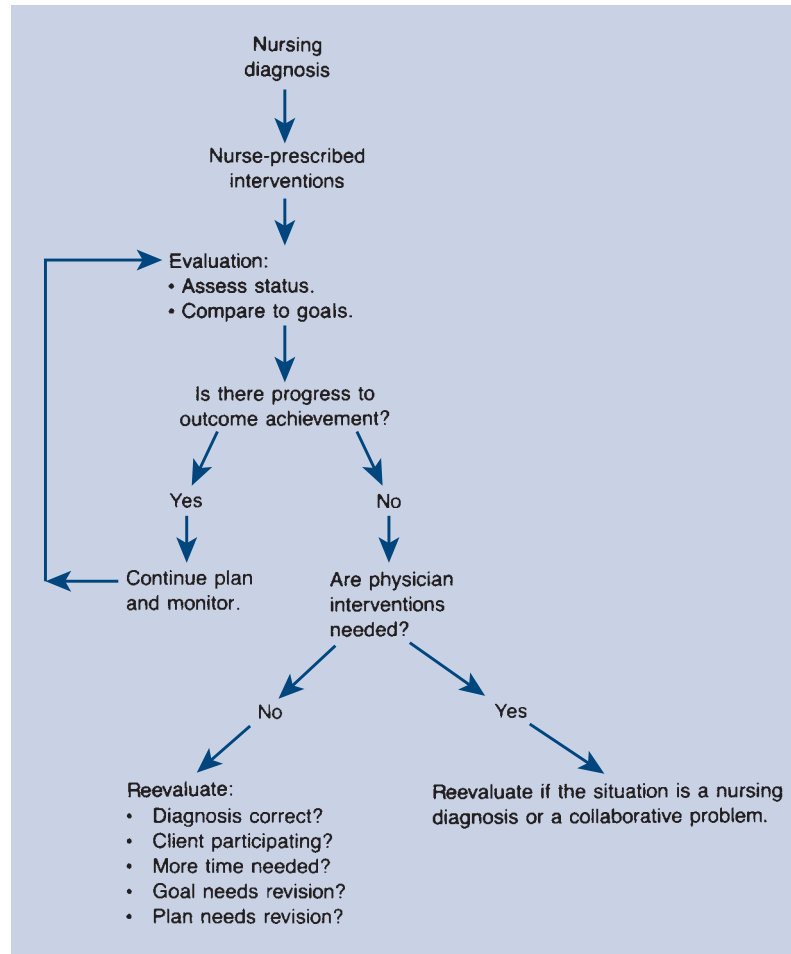 Nursing
diagnosis
Nurse-prescribed
interventions
Evaluation:
• Assess status.
• Compare to goals.
Is there progress to
outcome achievement?
Yes
No
Continue plan
and monitor.
Are physician
interventions
needed?
No
Yes
Reevaluate:
• Diagnosis correct?
• Client participating?
• More time needed?
• Goal needs revision?
• Plan needs revision?
Reevaluate if the situation is a nursing
diagnosis or a collaborative problem.